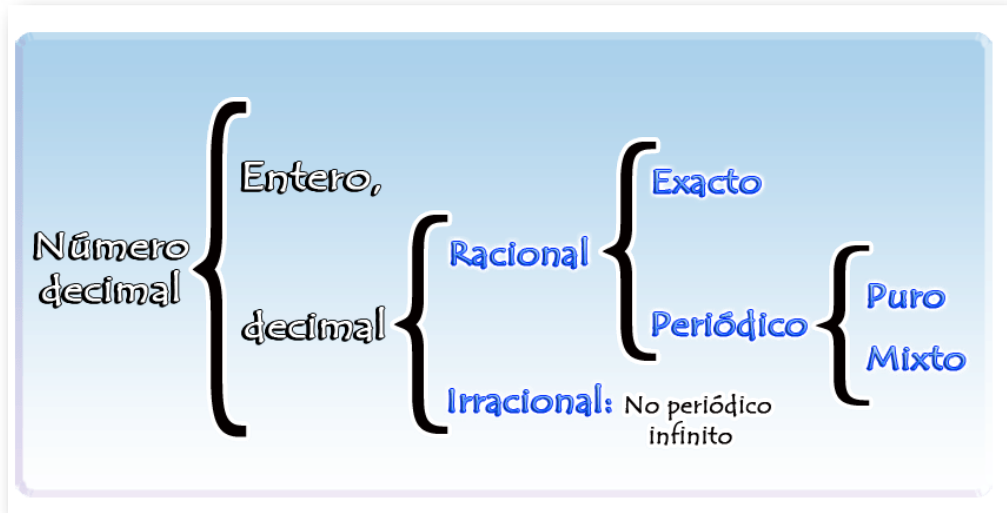 Número
decimal
Entero,
decimal
Racional
Irracional: No periódico
infinito
Exacto
Periódico
Puro
Mixto